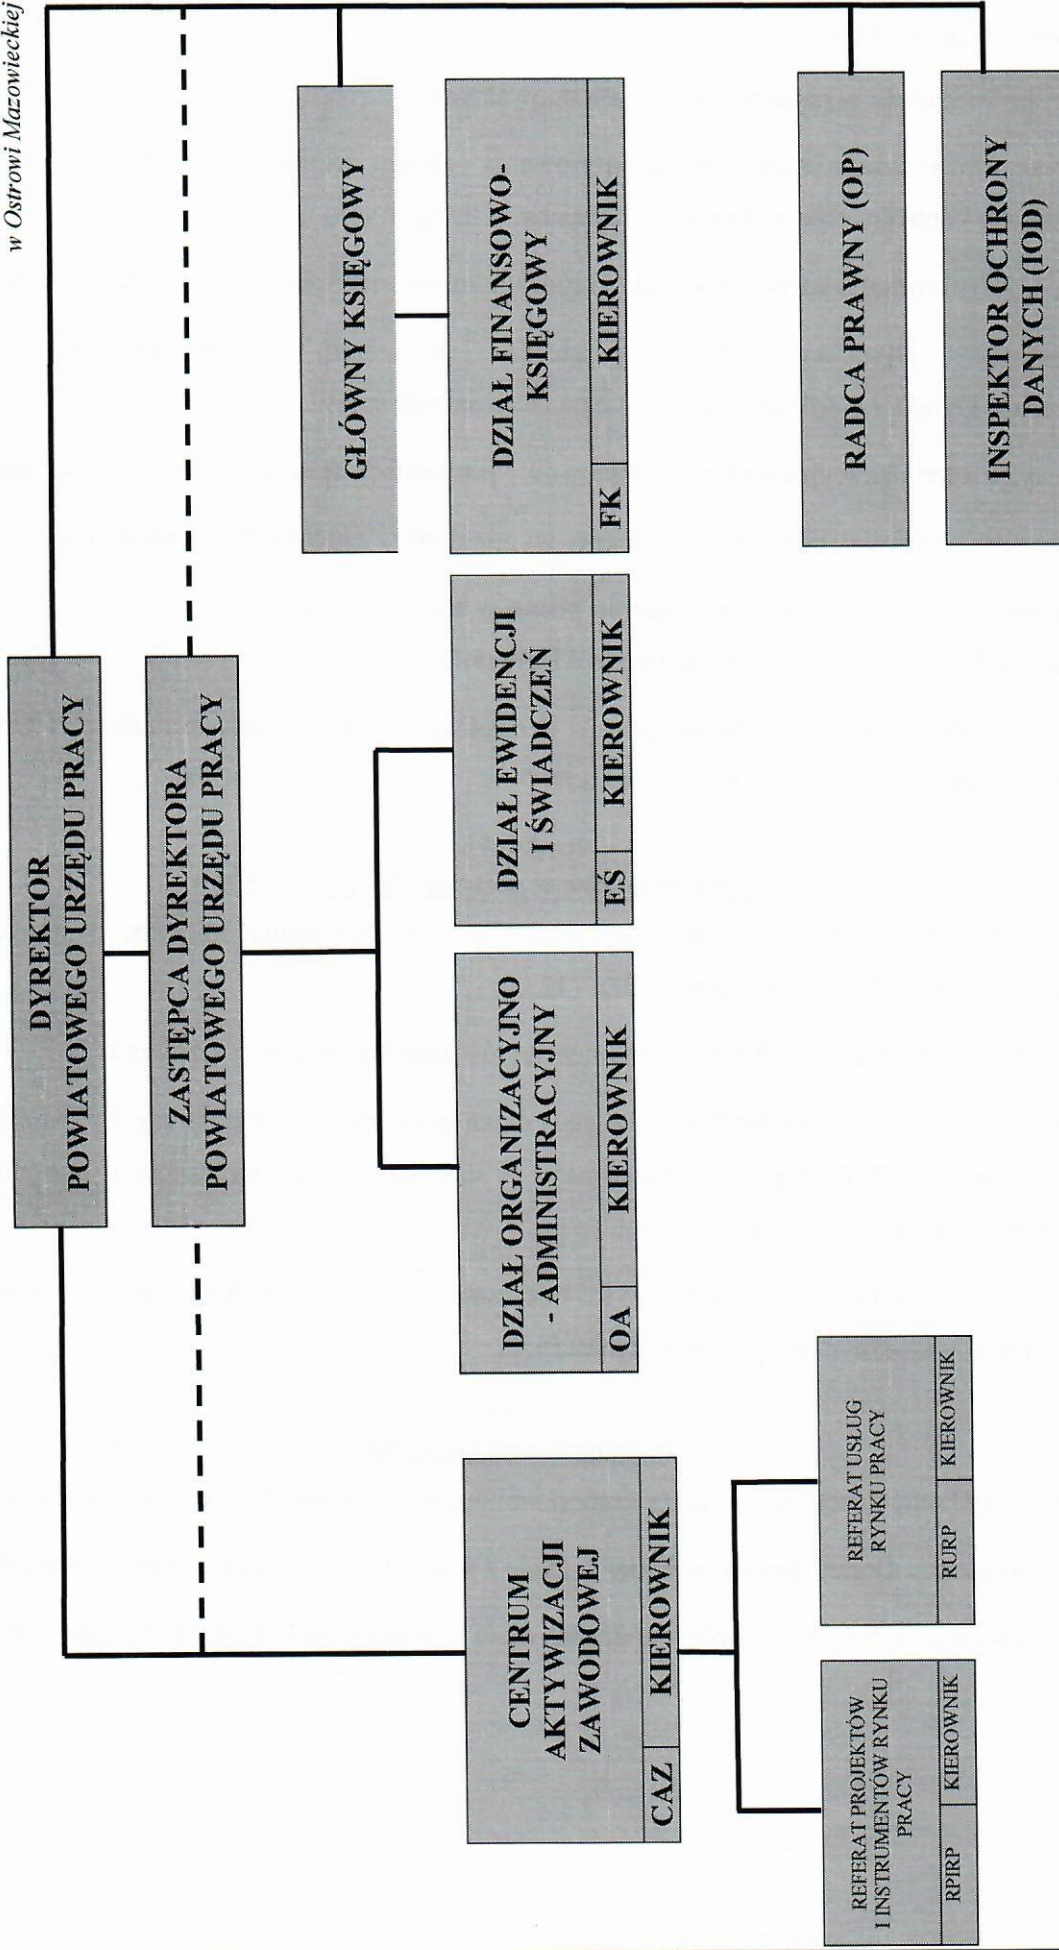 w Ostrowi Mazowieckiej
DYREKTOR
POWIATOWEGO URZĘDU PRACY
ZASTĘPCA DYREKTORA
POWIATOWEGO URZĘDU PRACY
CENTRUM
AKTYWIZACJI
ZAWODOWEJ
CAZ KIEROWNIK
DZIAŁ ORGANIZACYJNO
- ADMINISTRACYJNY
OA KIEROWNIK
DZIAŁ EWIDENCJI
I ŚWIADCZEŃ
EŚ KIEROWNIK
GŁÓWNY KSIĘGOWY
DZIAŁ FINANSOWO-
KSIĘGOWY
FK KIEROWNIK
REFERAT PROJEKTÓW
I INSTRUMENTÓW RYNKU
PRACY
RPIRP KIEROWNIK
REFERAT USŁUG
RYNKU PRACY
RURP KIEROWNIK
RADCA PRAWNY (OP)
INSPEKTOR OCHRONY
DANYCH (IOD)